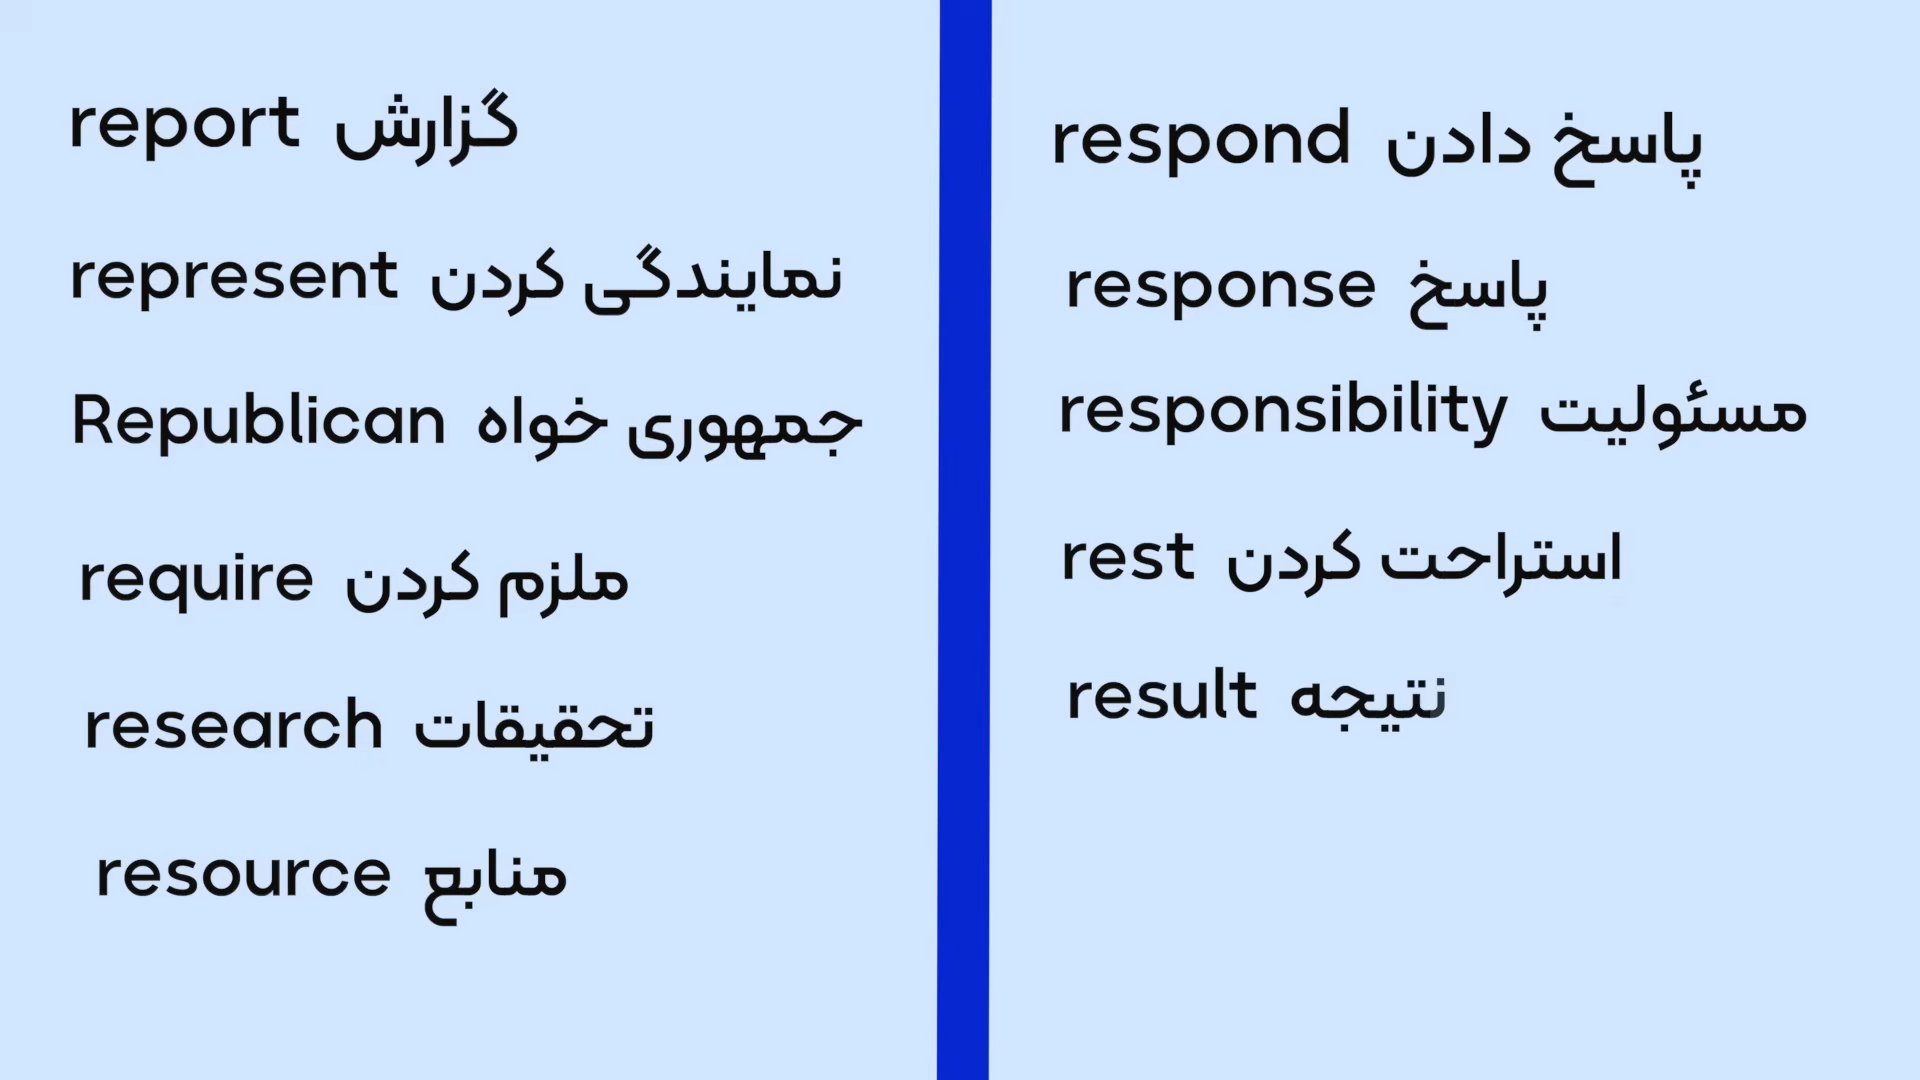 report گزارش
represent نمایندگی کردن
Republican جمهوری خواه
require ملزم کردن
research تحقیقات
resource منابع
respond پاسخ دادن
response پاسخ
responsibility مسئولیت
rest استراحت کردن
result نتیجه